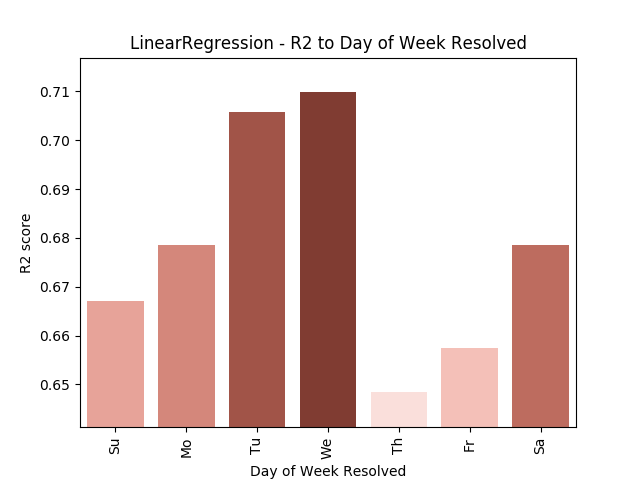 LinearRegression - R2 to Day of Week Resolved
0.71
0.70
0.69
0.68
0.67
0.66
0.65
R2 score
Su
Mo
Tu
We
Th
Fr
Sa
Day of Week Resolved